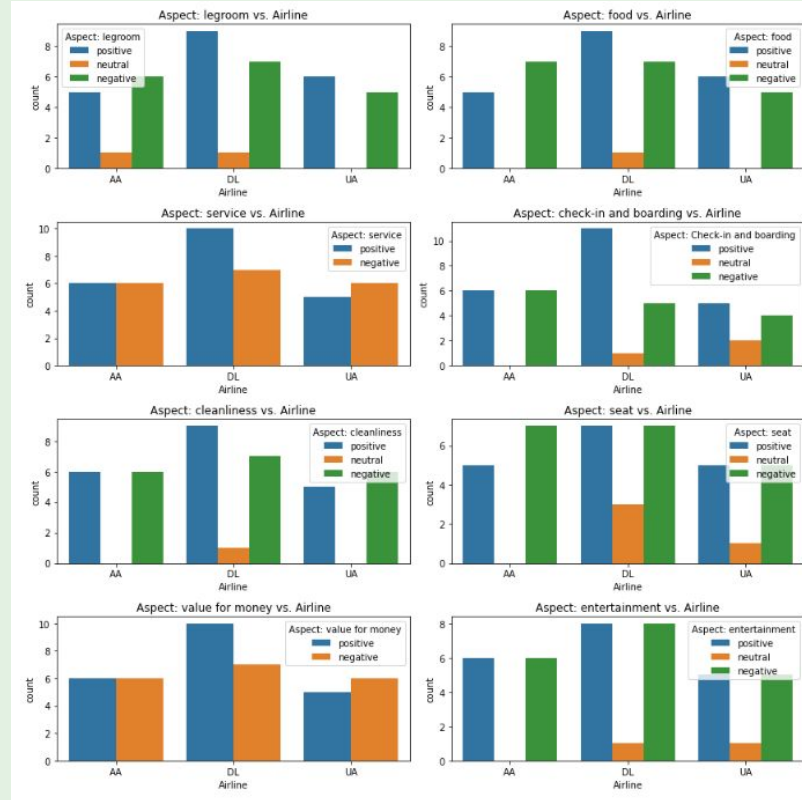 Aspect: legroom vs. Airline
Aspect: legroom
positive
neutral
negative
count
8
6
4
2
0
AA
DL
UA
Airline
Aspect: food vs. Airline
Aspect: food
positive
neutral
negative
count
8
6
4
2
0
AA
DL
UA
Airline
Aspect: service vs. Airline
Aspect: service
positive
negative
count
10
8
6
4
2
0
AA
DL
UA
Airline
Aspect: check-in and boarding vs. Airline
Aspect: Check-in and boarding
positive
neutral
negative
count
10
8
6
4
2
0
AA
DL
UA
Airline
Aspect: cleanliness vs. Airline
Aspect: cleanliness
positive
neutral
negative
count
8
6
4
2
0
AA
DL
UA
Airline
Aspect: seat vs. Airline
Aspect: seat
positive
neutral
negative
count
6
4
2
0
AA
DL
UA
Airline
Aspect: value for money vs. Airline
Aspect: value for money
positive
negative
count
10
8
6
4
2
0
AA
DL
UA
Airline
Aspect: entertainment vs. Airline
Aspect: entertainment
positive
neutral
negative
count
8
6
4
2
0
AA
DL
UA
Airline